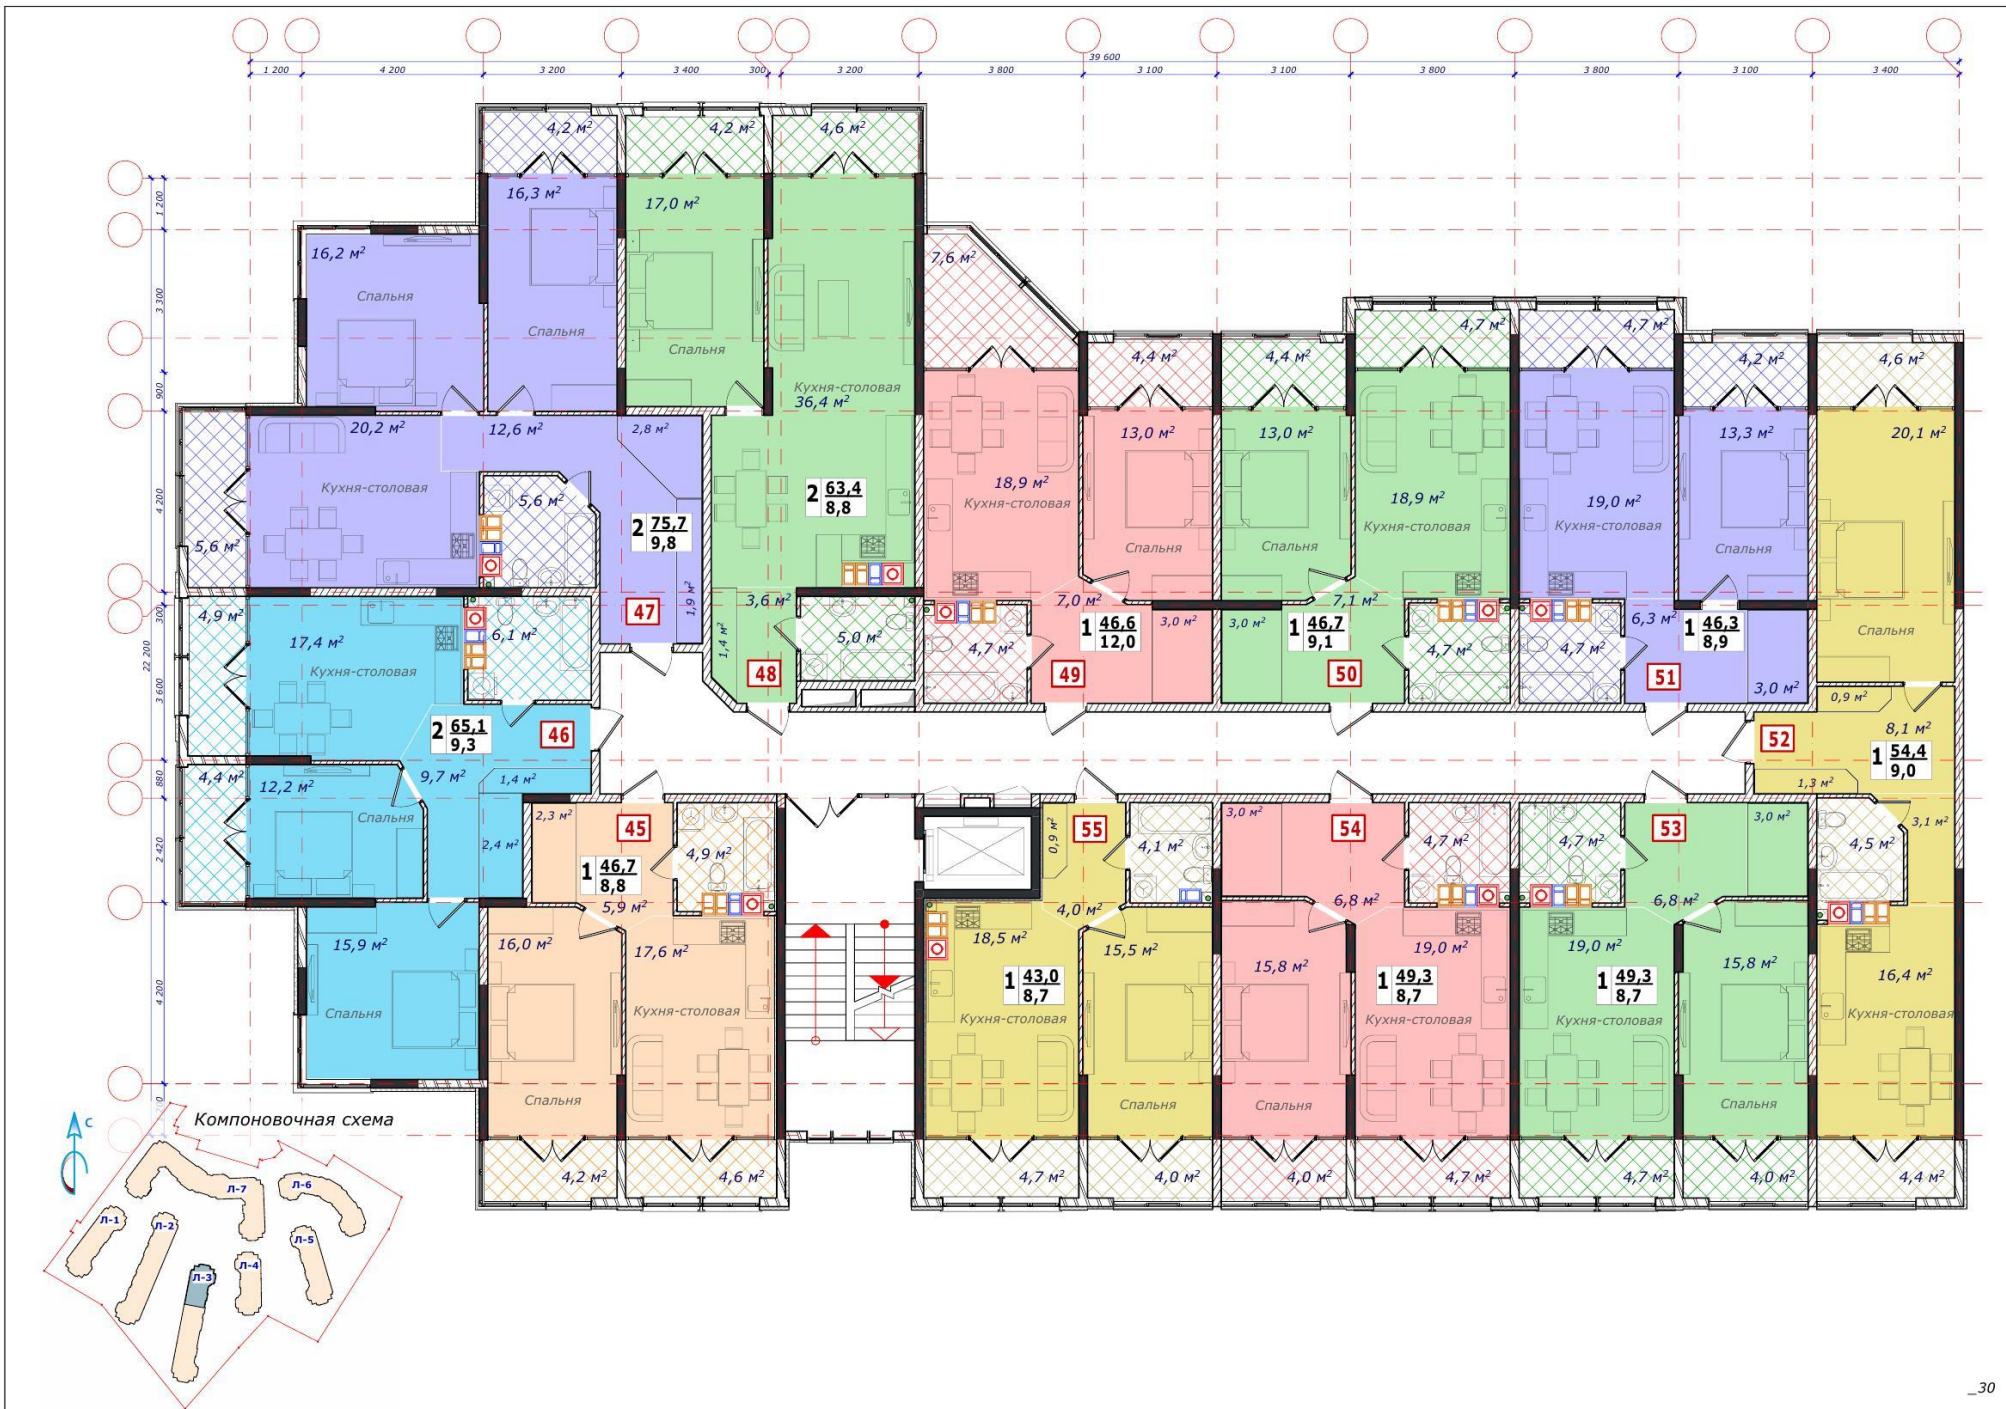 39 600
1 200
4 200
3 200
3 400
300
3 200
3 800
3 100
3 100
3 800
3 800
3 100
3 400
22 200
1 200
3 300
900
4 200
300
3 600
880
2 420
4 200
4,2 м²
4,2 м²
4,6 м²
16,3 м²
Спальня
17,0 м²
Спальня
16,2 м²
Спальня
Кухня-столовая
36,4 м²
2 63,4
8,8
7,6 м²
4,4 м²
4,4 м²
4,7 м²
4,7 м²
4,2 м²
4,6 м²
20,2 м²
Кухня-столовая
12,6 м²
2,8 м²
5,6 м²
5,6 м²
2 75,7
9,8
47
1,9 м²
3,6 м²
1,4 м²
5,0 м²
48
18,9 м²
Кухня-столовая
13,0 м²
Спальня
7,0 м²
1 46,6
12,0
3,0 м²
4,7 м²
49
13,0 м²
Спальня
18,9 м²
Кухня-столовая
7,1 м²
3,0 м²
1 46,7
9,1
4,7 м²
50
19,0 м²
Кухня-столовая
13,3 м²
Спальня
6,3 м²
1 46,3
8,9
4,7 м²
51
3,0 м²
20,1 м²
Спальня
0,9 м²
52
8,1 м²
1 54,4
9,0
1,3 м²
3,1 м²
4,5 м²
16,4 м²
Кухня-столовая
4,4 м²
4,9 м²
17,4 м²
Кухня-столовая
6,1 м²
2 65,1
9,3
46
9,7 м²
1,4 м²
4,4 м²
12,2 м²
Спальня
2,4 м²
15,9 м²
Спальня
2,3 м²
45
1 46,7
8,8
4,9 м²
5,9 м²
16,0 м²
Спальня
17,6 м²
Кухня-столовая
4,2 м²
4,6 м²
0,9 м²
55
4,1 м²
4,0 м²
18,5 м²
15,5 м²
1 43,0
8,7
Кухня-столовая
Спальня
4,7 м²
4,0 м²
3,0 м²
54
4,7 м²
6,8 м²
15,8 м²
19,0 м²
1 49,3
8,7
Кухня-столовая
Спальня
4,0 м²
4,7 м²
4,7 м²
53
3,0 м²
6,8 м²
19,0 м²
15,8 м²
1 49,3
8,7
Кухня-столовая
Спальня
4,7 м²
4,0 м²
Компоновочная схема
С
Л-7
Л-6
Л-1
Л-2
Л-5
Л-4
Л-3
_30